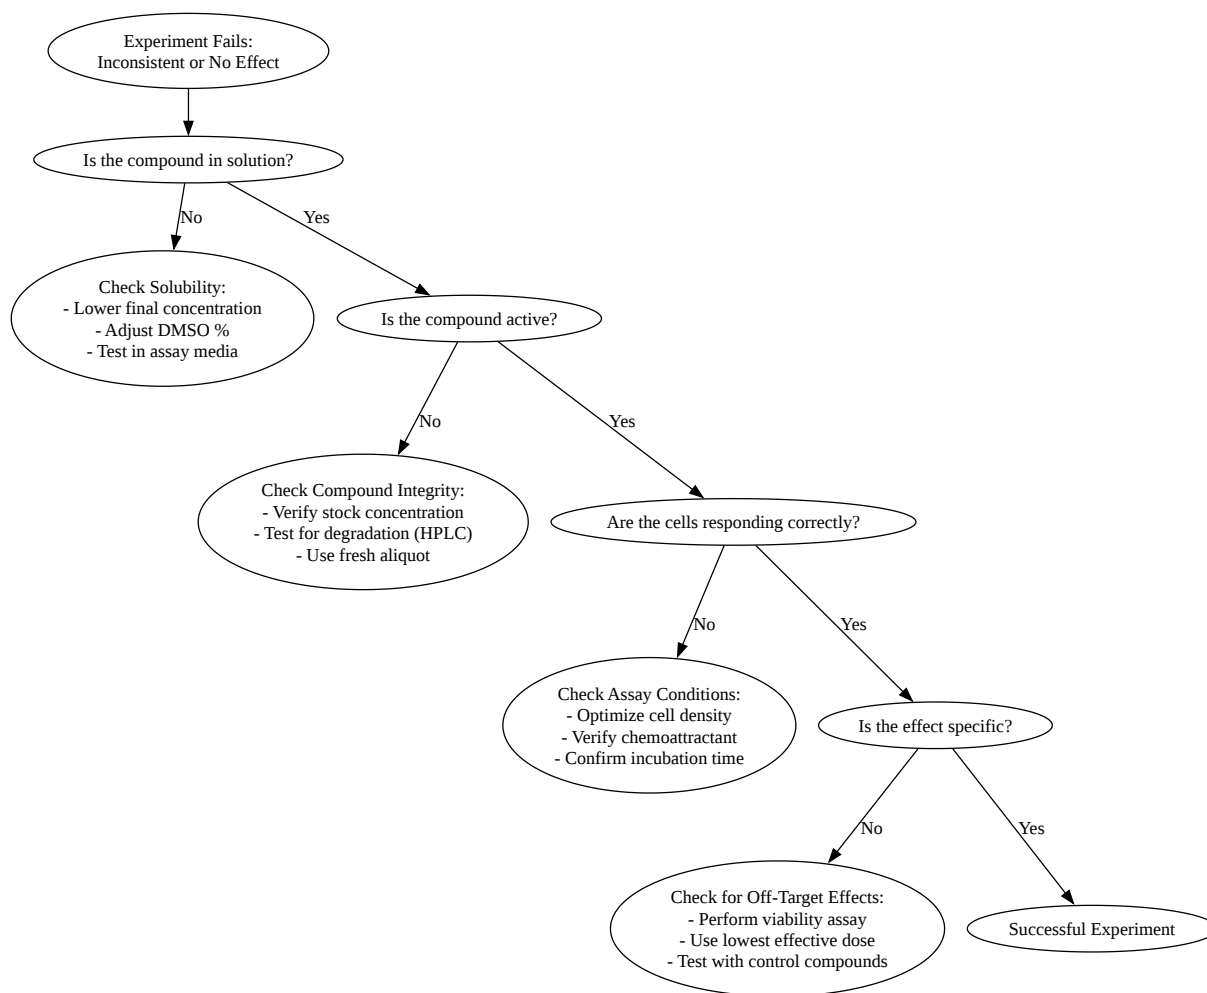 Experiment Fails:
Inconsistent or No Effect
Is the compound in solution?
No
Yes
Check Solubility:
- Lower final concentration
- Adjust DMSO %
- Test in assay media
Is the compound active?
No
Yes
Check Compound Integrity:
- Verify stock concentration
- Test for degradation (HPLC)
- Use fresh aliquot
Are the cells responding correctly?
No
Yes
Check Assay Conditions:
- Optimize cell density
- Verify chemoattractant
- Confirm incubation time
Is the effect specific?
No
Yes
Check for Off-Target Effects:
- Perform viability assay
- Use lowest effective dose
- Test with control compounds
Successful Experiment